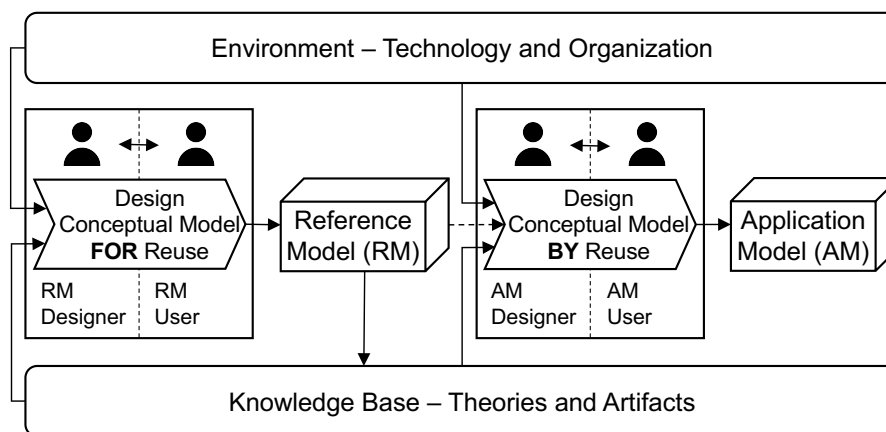 Environment – Technology and Organization
Design
Conceptual Model
FOR Reuse
RM
Designer
RM
User
Reference
Model (RM)
Design
Conceptual Model
BY Reuse
AM
Designer
AM
User
Application
Model (AM)
Knowledge Base – Theories and Artifacts